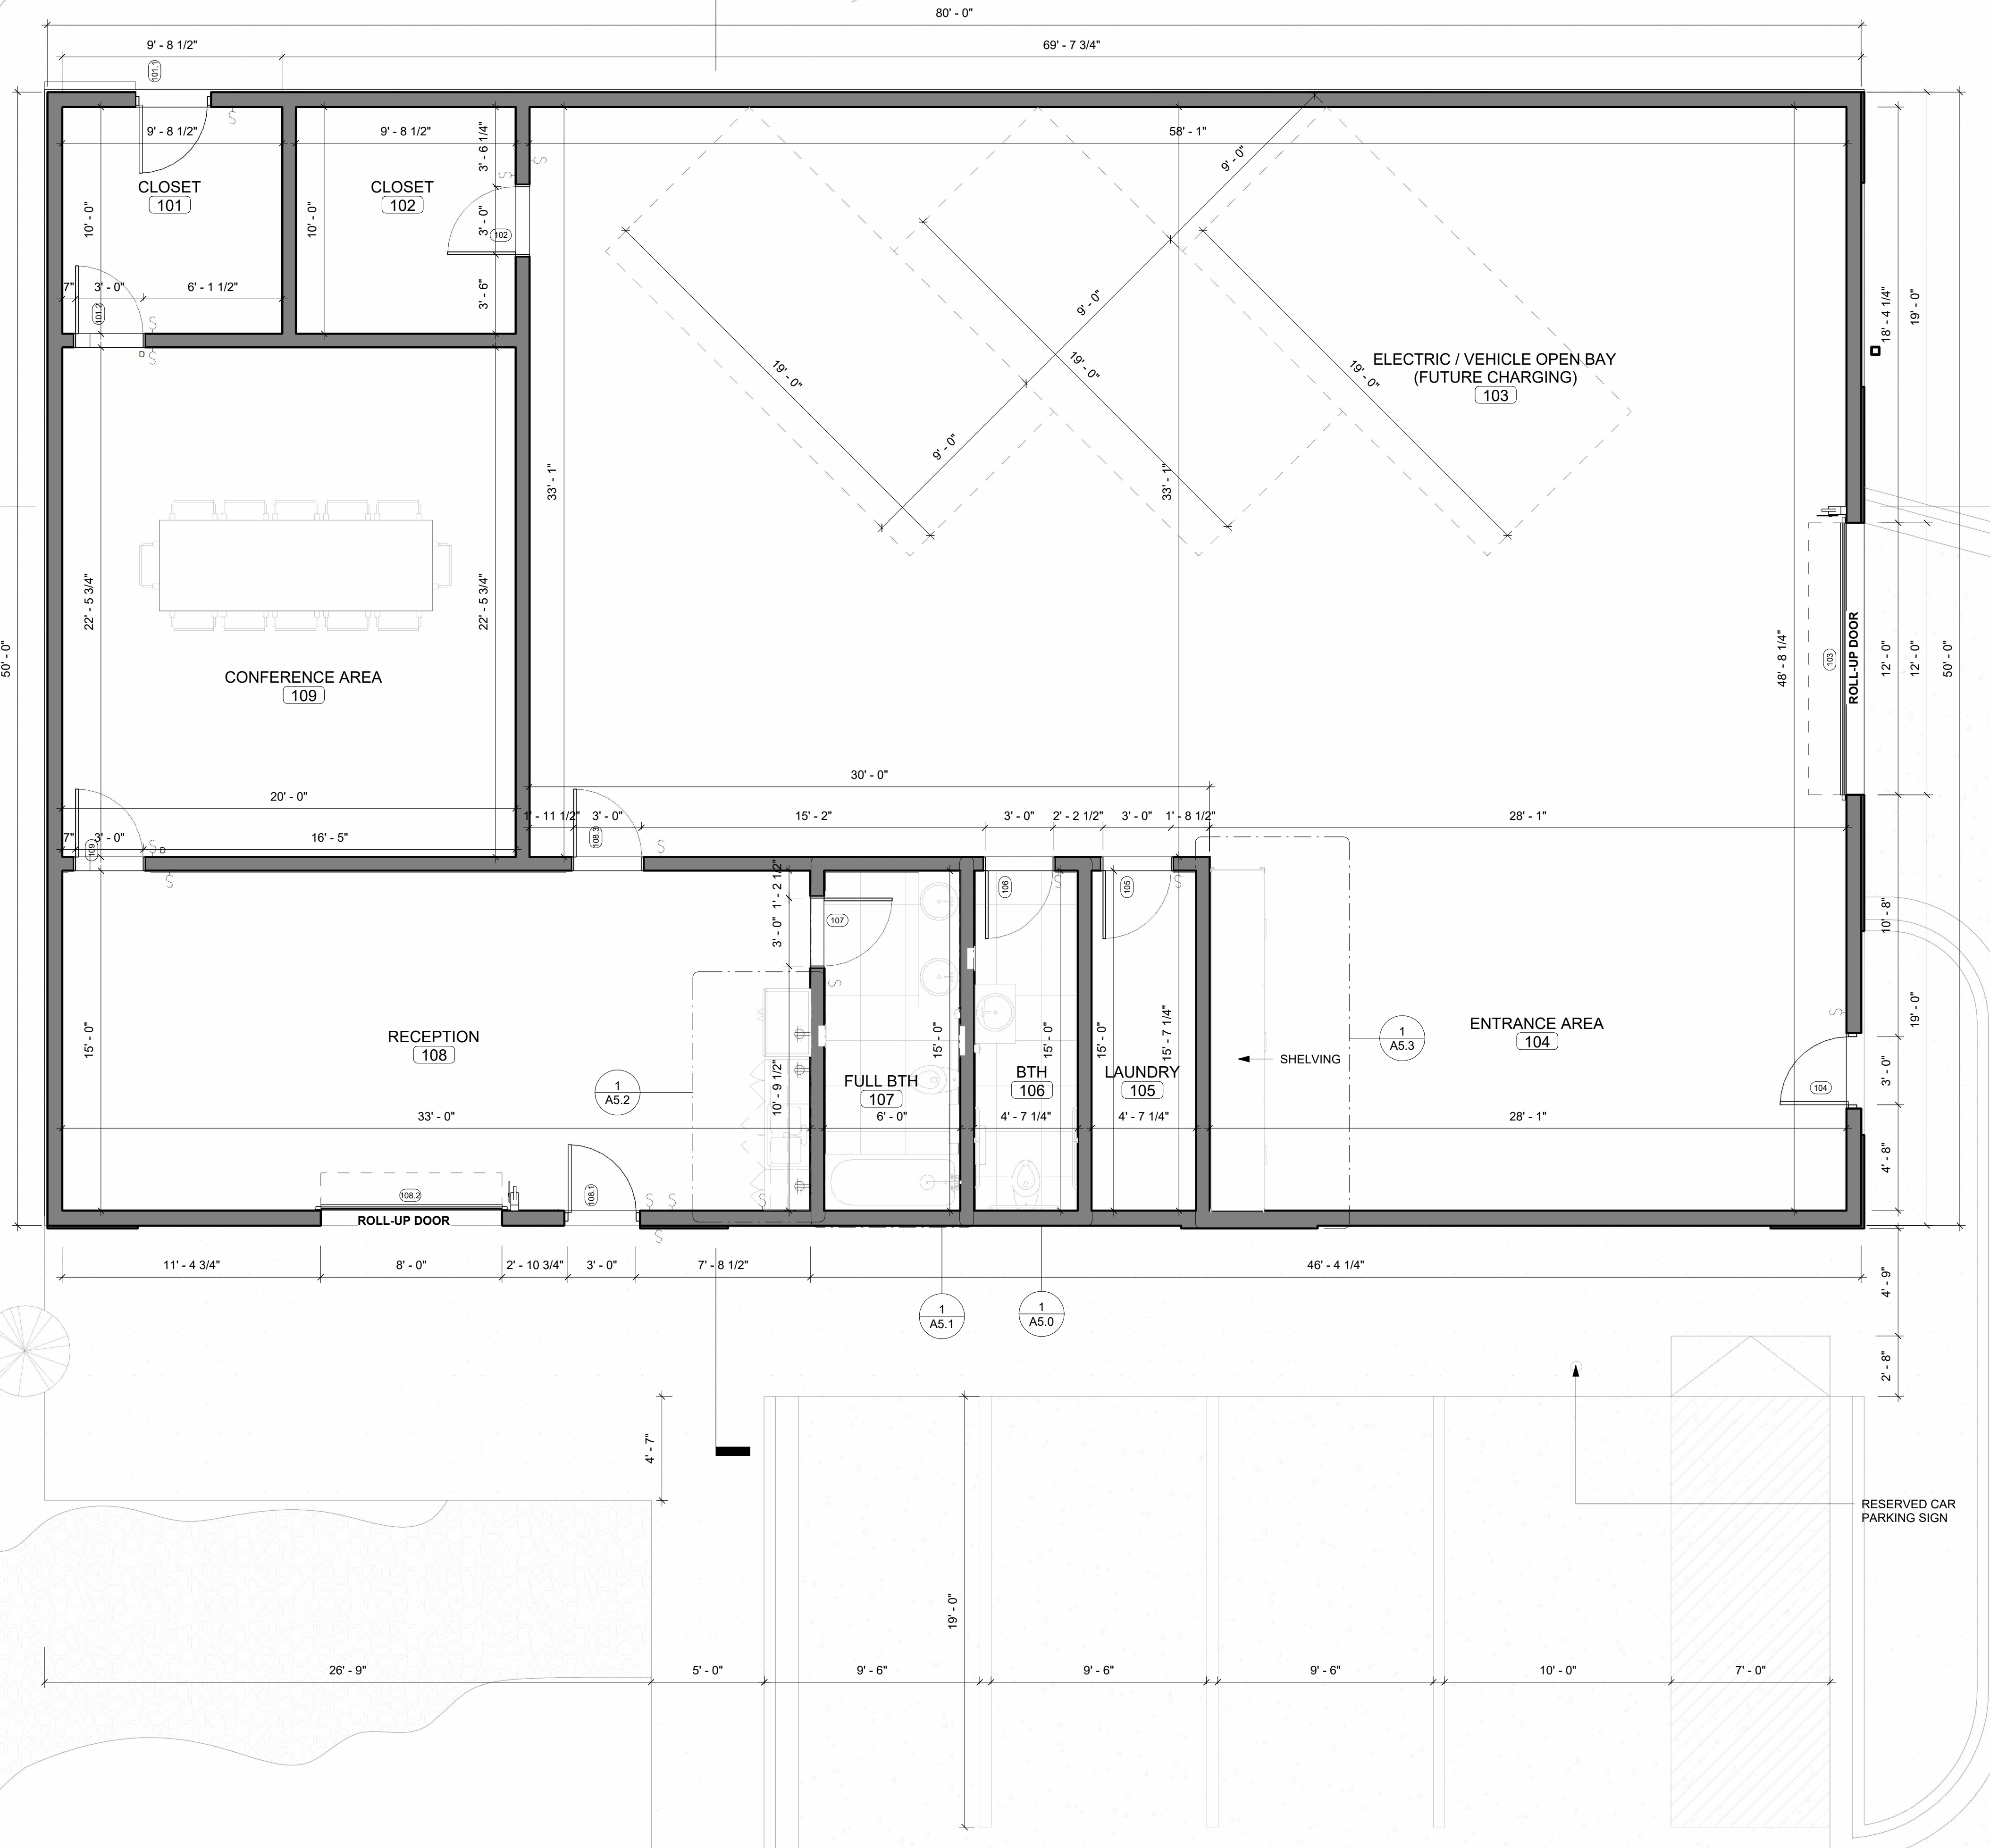 80' - 0"
9' - 8 1/2"
69' - 7 3/4"
101.1
9' - 8 1/2"
9' - 8 1/2"
3' - 6 1/4"
58' - 1"
9' - 0"
CLOSET
101
CLOSET
102
10' - 0"
10' - 0"
3' - 0"
102
7"
3' - 0"
6' - 1 1/2"
3' - 6"
101.2
D
9' - 0"
19' - 0"
19' - 0"
19' - 0"
9' - 0"
ELECTRIC / VEHICLE OPEN BAY
(FUTURE CHARGING)
103
18' - 4 1/4"
19' - 0"
33' - 1"
33' - 1"
22' - 5 3/4"
22' - 5 3/4"
50' - 0"
CONFERENCE AREA
109
48' - 8 1/4"
103
ROLL-UP DOOR
12' - 0"
12' - 0"
50' - 0"
20' - 0"
30' - 0"
7"
3' - 0"
16' - 5"
109
D
1' - 11 1/2"
3' - 0"
108.3
15' - 2"
3' - 0"
2' - 2 1/2"
3' - 0"
1' - 8 1/2"
28' - 1"
1' - 2 1/2"
3' - 0"
107
106
105
10' - 8"
15' - 0"
RECEPTION
108
10' - 9 1/2"
15' - 0"
15' - 0"
15' - 0"
15' - 7 1/4"
SHELVING
1
A5.3
ENTRANCE AREA
104
19' - 0"
3' - 0"
104
1
A5.2
FULL BTH
107
BTH
106
LAUNDRY
105
33' - 0"
6' - 0"
4' - 7 1/4"
4' - 7 1/4"
28' - 1"
4' - 8"
108.2
108.1
ROLL-UP DOOR
11' - 4 3/4"
8' - 0"
2' - 10 3/4"
3' - 0"
7' - 8 1/2"
46' - 4 1/4"
4' - 9"
1
A5.1
1
A5.0
2' - 8"
4' - 7"
RESERVED CAR
PARKING SIGN
19' - 0"
26' - 9"
5' - 0"
9' - 6"
9' - 6"
9' - 6"
10' - 0"
7' - 0"